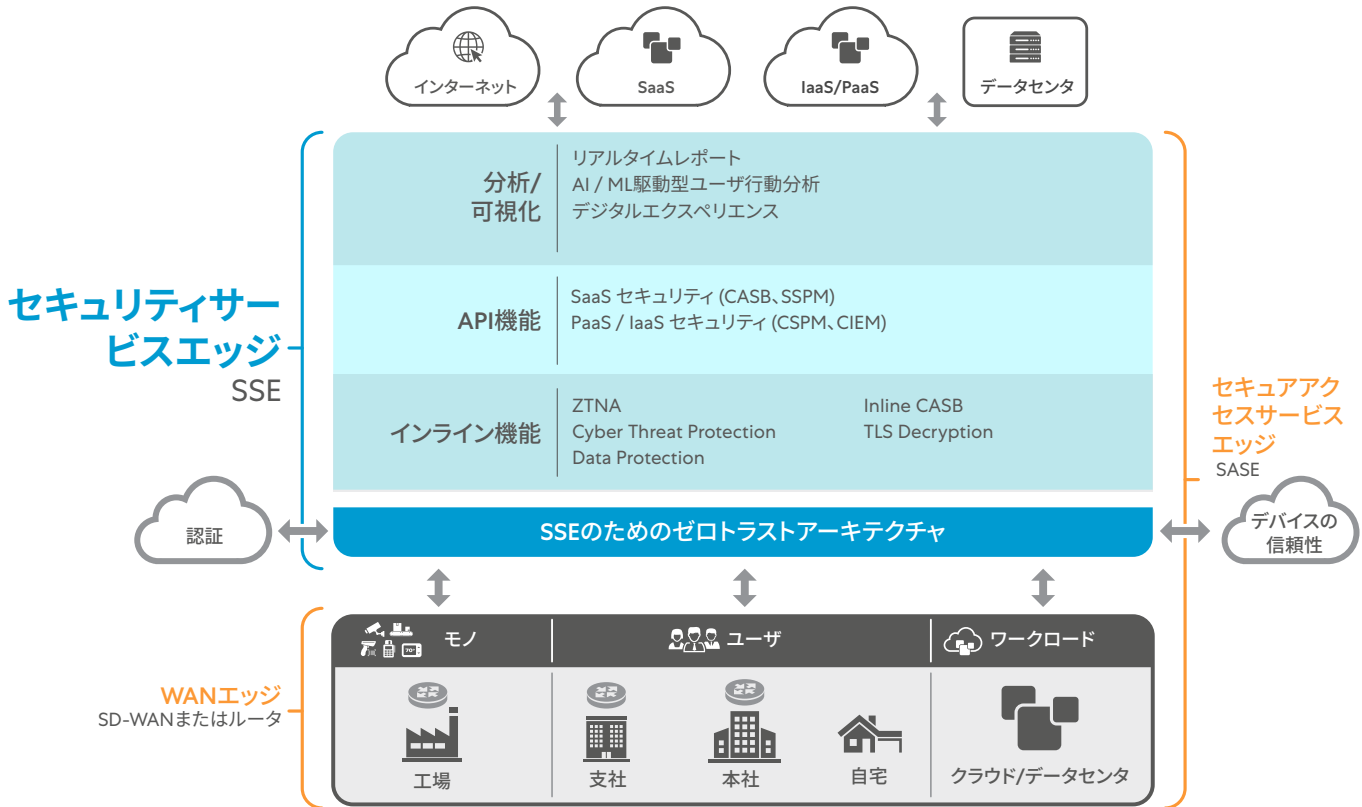 インターネット
SaaS
IaaS/PaaS
データセンタ
分析/
可視化
リアルタイムレポート
AI / ML駆動型ユーザ行動分析
デジタルエクスペリエンス
セキュリティサー
ビスエッジ
SSE
API機能
SaaS セキュリティ (CASB、SSPM)
PaaS / IaaS セキュリティ (CSPM、CIEM)
インライン機能
ZTNA
Cyber Threat Protection
Data Protection
Inline CASB
TLS Decryption
セキュアアク
セスサービス
エッジ
SASE
認証
SSEのためのゼロトラストアーキテクチャ
デバイスの
信頼性
WANエッジ
SD-WANまたはルータ
70°
モノ
ユーザ
ワークロード
工場
支社
本社
自宅
クラウド/データセンタ